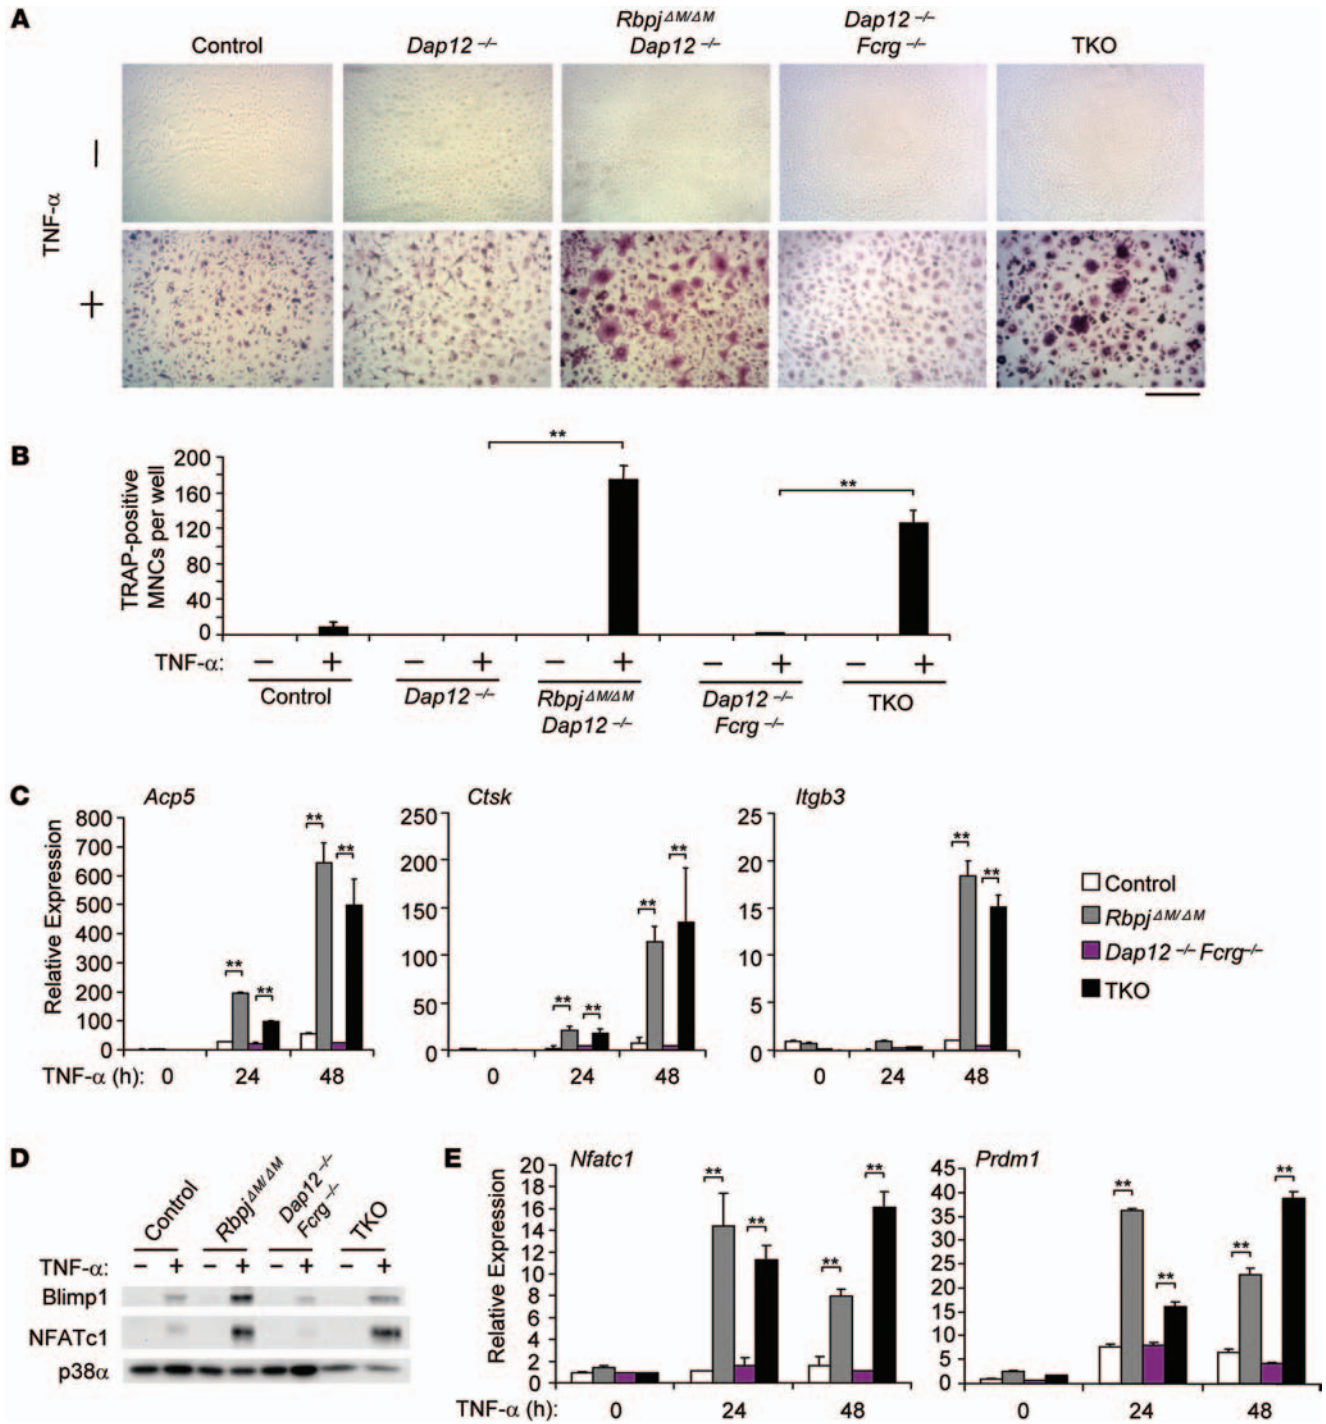 A
Control
Dap12 –/–
Rbpj ΔM/ΔM
Dap12 –/–
Dap12 –/–
Fcrg –/–
TKO
TNF-α
–
+
B
TRAP-positive
MNCs per well
200
160
120
80
40
0
**
**
TNF-α: – + – + – + – + – +
Control
Dap12 –/–
Rbpj ΔM/ΔM
Dap12 –/–
Dap12 –/–
Fcrg –/–
TKO
C
Acp5
Relative Expression
800
700
600
500
400
300
200
100
0
** ** ** **
Ctsk
250
200
150
100
50
0
** ** ** **
Itgb3
25
20
15
10
5
0
** **
TNF-α (h): 0 24 48
0 24 48
0 24 48
Control
Rbpj ΔM/ΔM
Dap12 –/– Fcrg–/–
TKO
D
Control
Rbpj ΔM/ΔM
Dap12 –/–
Fcrg –/–
TKO
TNF-α: – + – + – + – +
Blimp1
NFATc1
p38α
E
Nfatc1
Relative Expression
20
18
16
14
12
10
8
6
4
2
0
** ** ** **
Prdm1
45
40
35
30
25
20
15
10
5
0
** ** ** **
TNF-α (h): 0 24 48
0 24 48